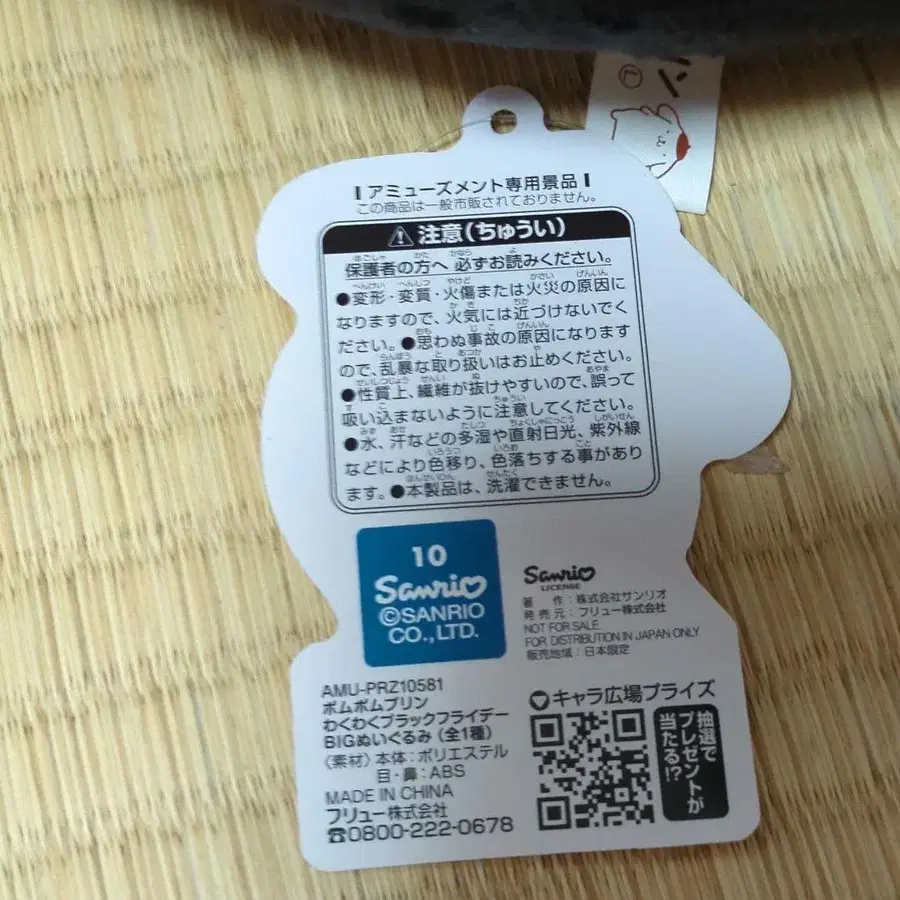 リン
Ⓛ
アミューズメント専用景品
この商品は一般市販されておりません。
⚠注意(ちゅうい)
保護者の方へ 必ずお読みください。
●変形・変質・火傷または火災の原因に
なりますので、火気には近づけないでく
ださい。●思わぬ事故の原因になります
ので、乱暴な取り扱いはお止めください。
●性質上、繊維が抜けやすいので、誤って
吸い込まないように注意してください。
●水、汗などの多湿や直射日光、紫外線
などにより色移り、色落ちする事があり
ます。●本製品は、洗濯できません。
10
Sanrio
©SANRIO
CO.,LTD.
Sanrio
LICENSE
著作:株式会社サンリオ
発売元:フリュー株式会社
NOT FOR SALE
FOR DISTRIBUTION IN JAPAN ONLY
販売地域:日本限定
AMU-PRZ10581
ポムポムプリン
わくわくブラックフライデー
BIGぬいぐるみ(全1種)
〈素材〉本体:ポリエステル
目・鼻:ABS
MADE IN CHINA
フリュー株式会社
☎0800-222-0678
キャラ広場プライズ
抽選で
プレゼントが
当たる!?